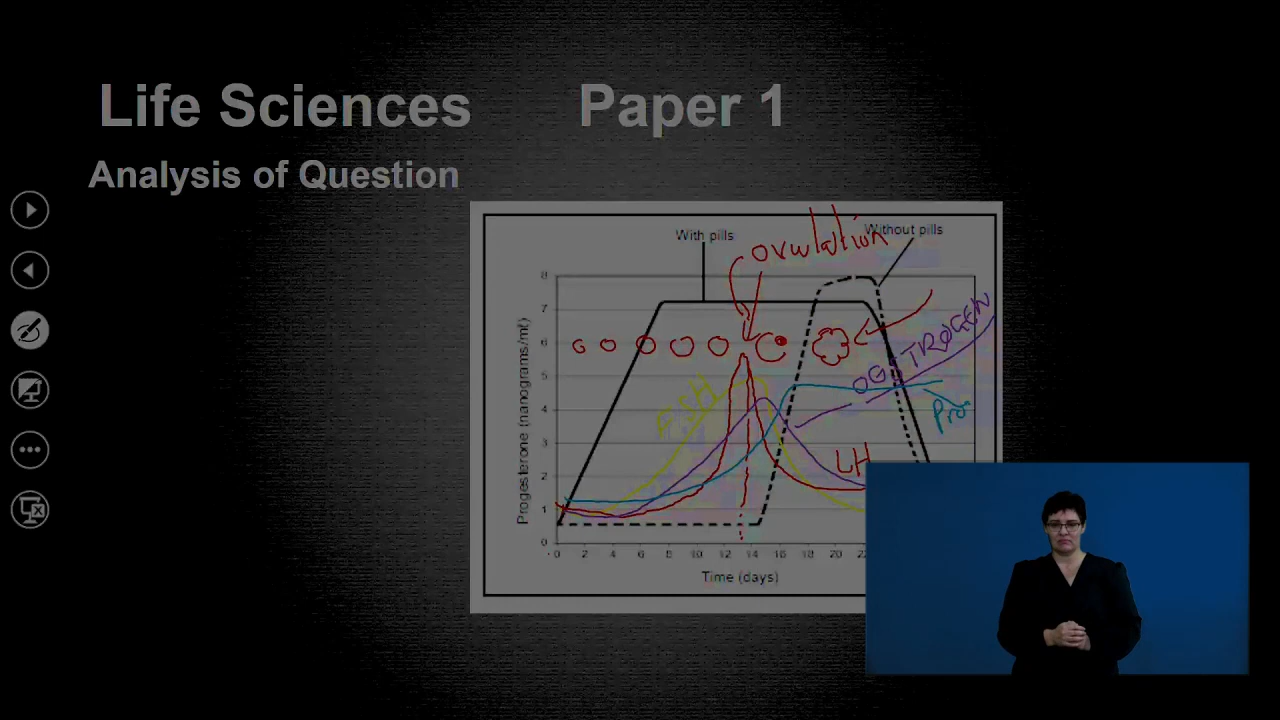 Life Sciences Paper 1
Analysis of Question
With pills
Without pills
ovulation
8
7
6
5
4
3
2
1
0
Progesterone (nanograms/mℓ)
FSH
OESTROGEN
Pro
LH
0 2 4 6 8 10 12 14 16 18 20
Time (days)